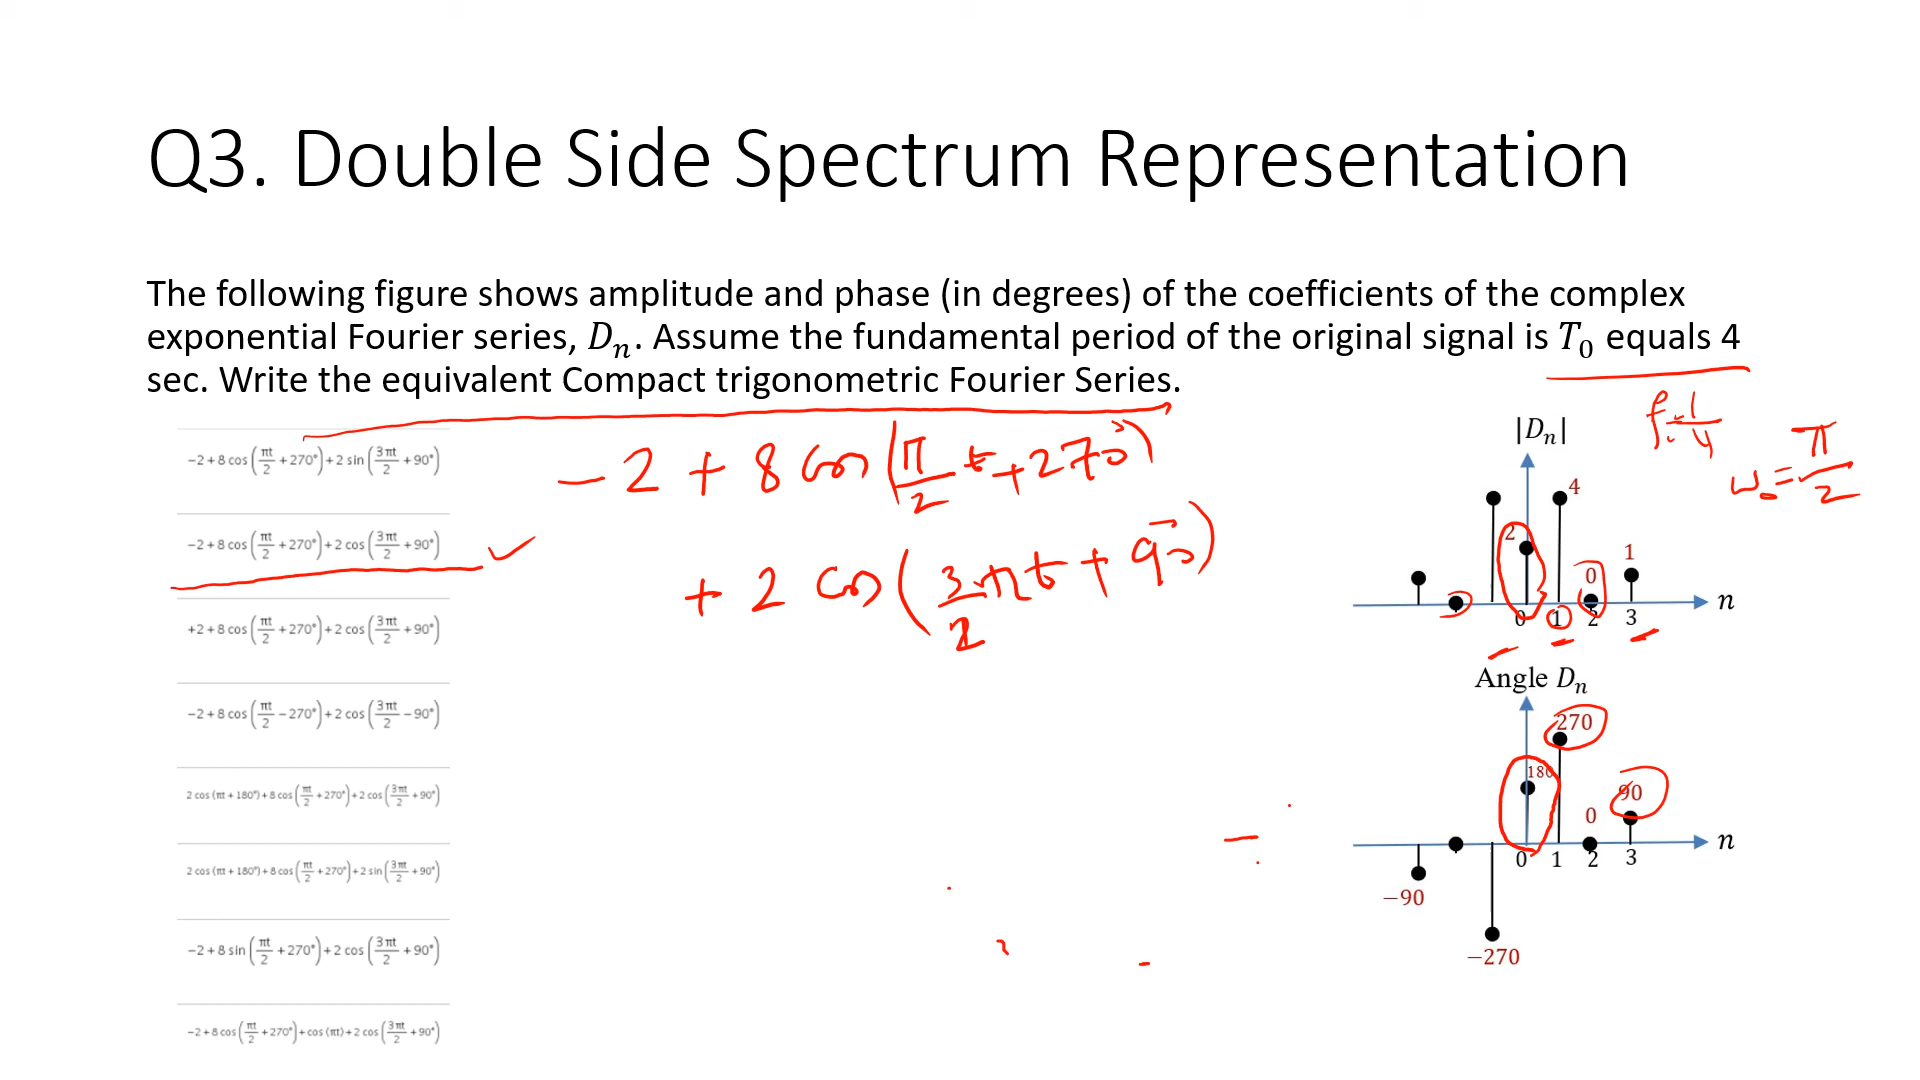 Q3. Double Side Spectrum Representation
The following figure shows amplitude and phase (in degrees) of the coefficients of the complex
exponential Fourier series, Dₙ. Assume the fundamental period of the original signal is T₀ equals 4
sec. Write the equivalent Compact trigonometric Fourier Series.
−2+8 cos(πt/2 +270°)+2 sin(3πt/2 +90°)
−2+8 cos(πt/2 +270°)+2 cos(3πt/2 +90°)
+2+8 cos(πt/2 +270°)+2 cos(3πt/2 +90°)
−2+8 cos(πt/2 −270°)+2 cos(3πt/2 −90°)
2 cos (πt + 180°)+8 cos(πt/2 +270°)+2 cos(3πt/2 +90°)
2 cos (πt + 180°)+8 cos(πt/2 +270°)+2 sin(3πt/2 +90°)
−2+8 sin(πt/2 +270°)+2 cos(3πt/2 +90°)
−2+8 cos(πt/2 +270°)+cos (πt)+2 cos(3πt/2 +90°)
−2 + 8 cos(π/2 t +270°)
+ 2 cos(3/2 πt + 90°)
f₀=1/4
ω₀=π/2
|Dₙ|
4
2
1
0
0 1 2 3 n
Angle Dₙ
270
180
90
0
0 1 2 3 n
−90
−270